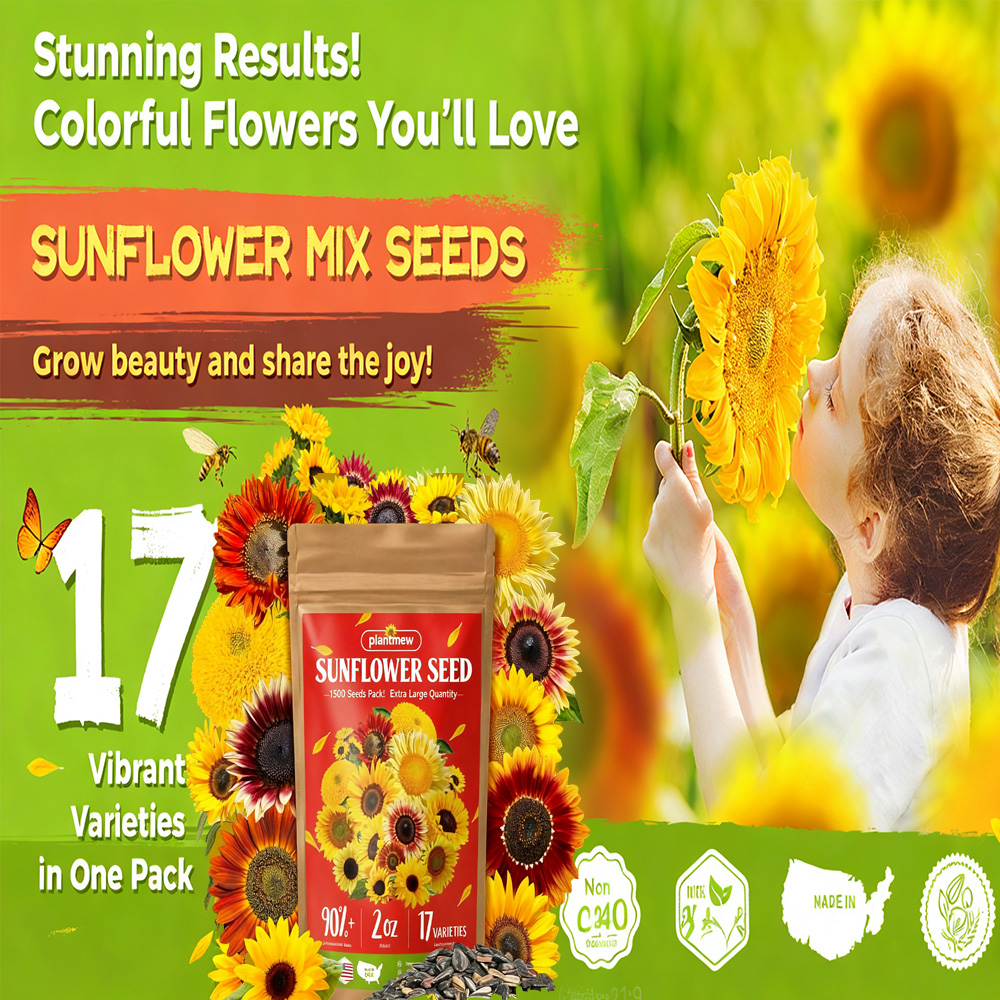 Stunning Results!
Colorful Flowers You'll Love
SUNFLOWER MIX SEEDS
Grow beauty and share the joy!
17
Vibrant
Varieties
in One Pack
plantmew
SUNFLOWER SEED
1500 Seeds Pack! Extra Large Quantity
90%+
2 oz
17 VARIETIES
Non
MADE IN